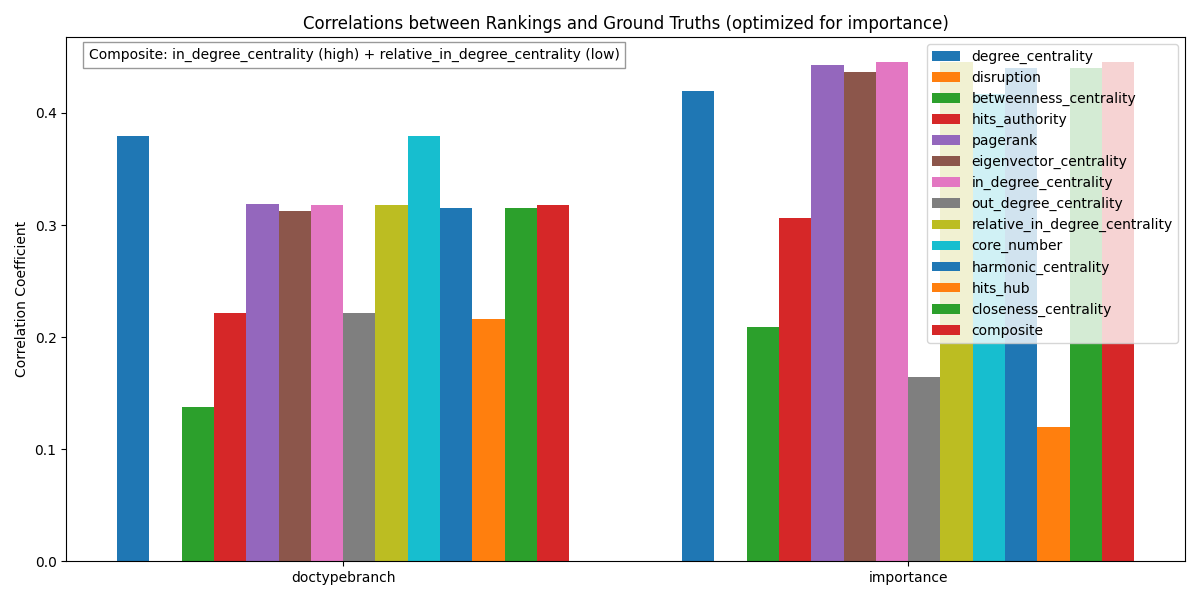 Correlations between Rankings and Ground Truths (optimized for importance)
Composite: in_degree_centrality (high) + relative_in_degree_centrality (low)
degree_centrality
disruption
betweenness_centrality
hits_authority
pagerank
eigenvector_centrality
in_degree_centrality
out_degree_centrality
relative_in_degree_centrality
core_number
harmonic_centrality
hits_hub
closeness_centrality
composite
Correlation Coefficient
0.4
0.3
0.2
0.1
0.0
doctypebranch
importance